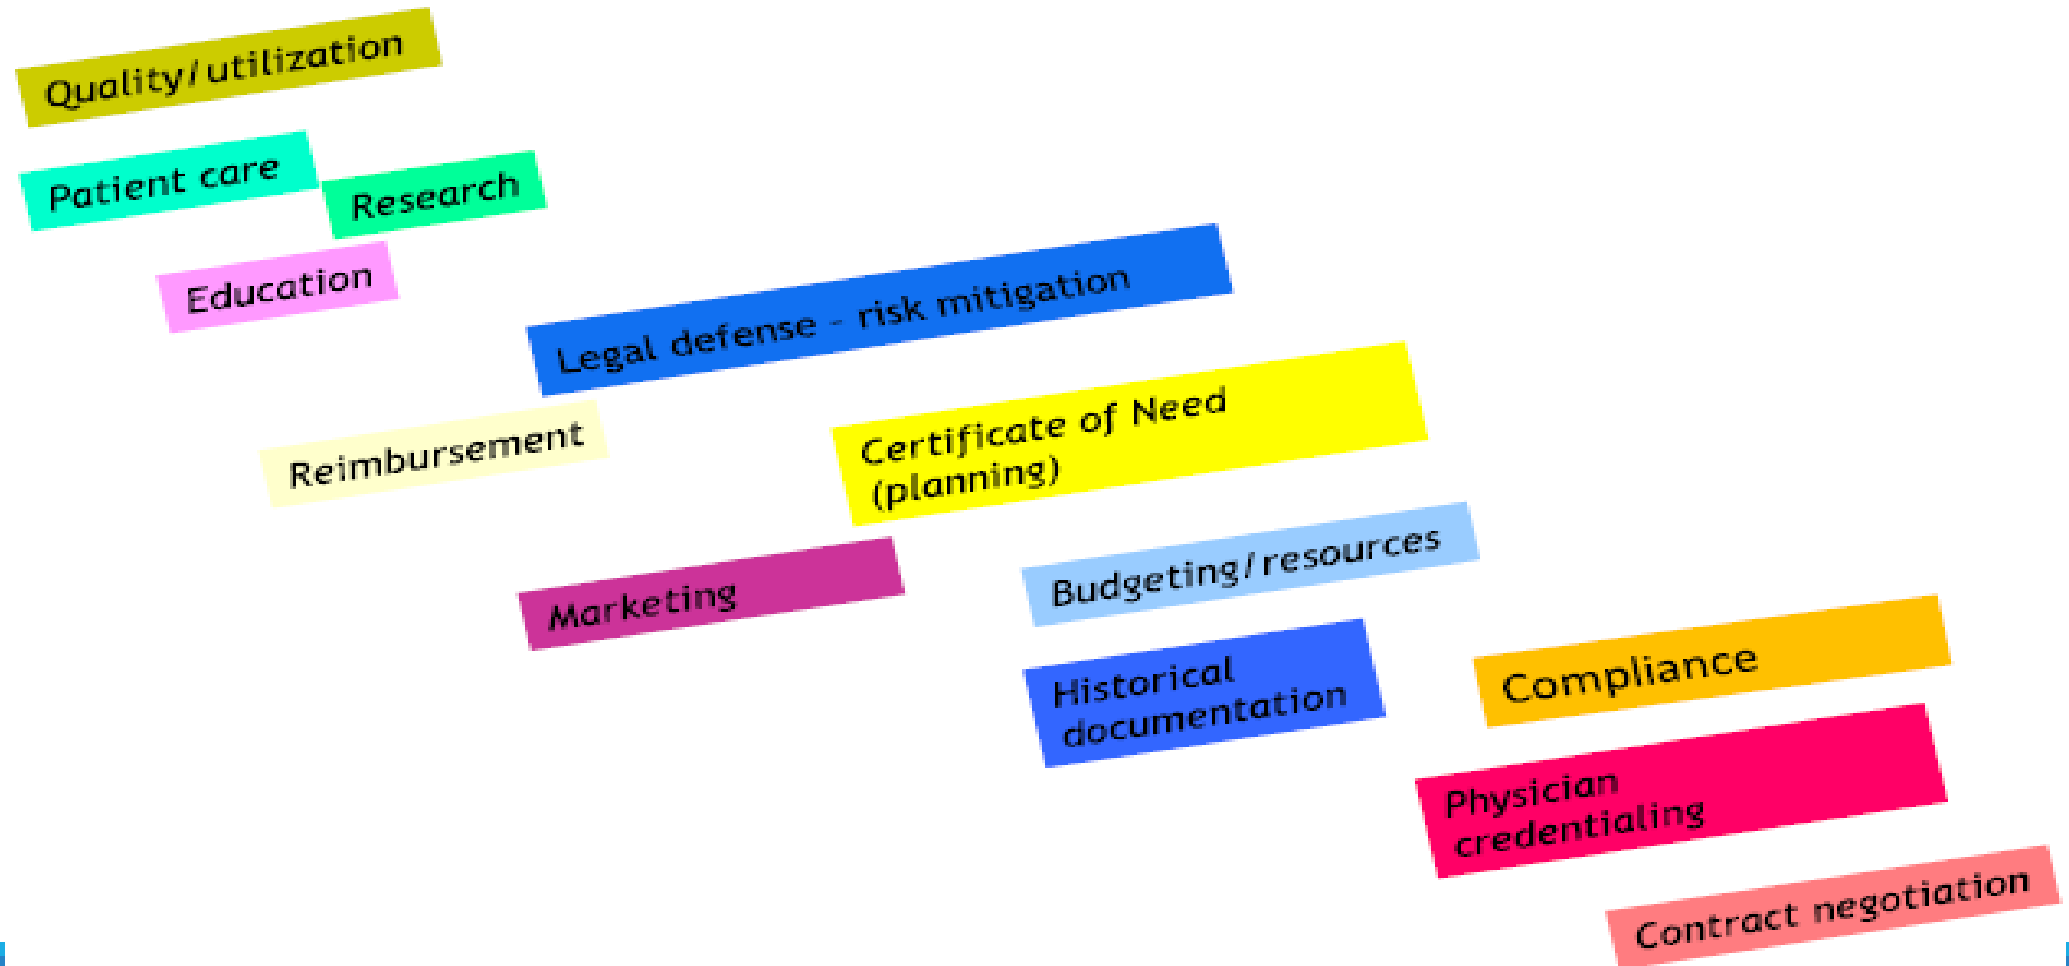 Quality/utilization
Patient care
Research
Education
Legal defense - risk mitigation
Reimbursement
Certificate of Need
(planning)
Marketing
Budgeting/resources
Historical
documentation
Compliance
Physician
credentialing
Contract negotiation